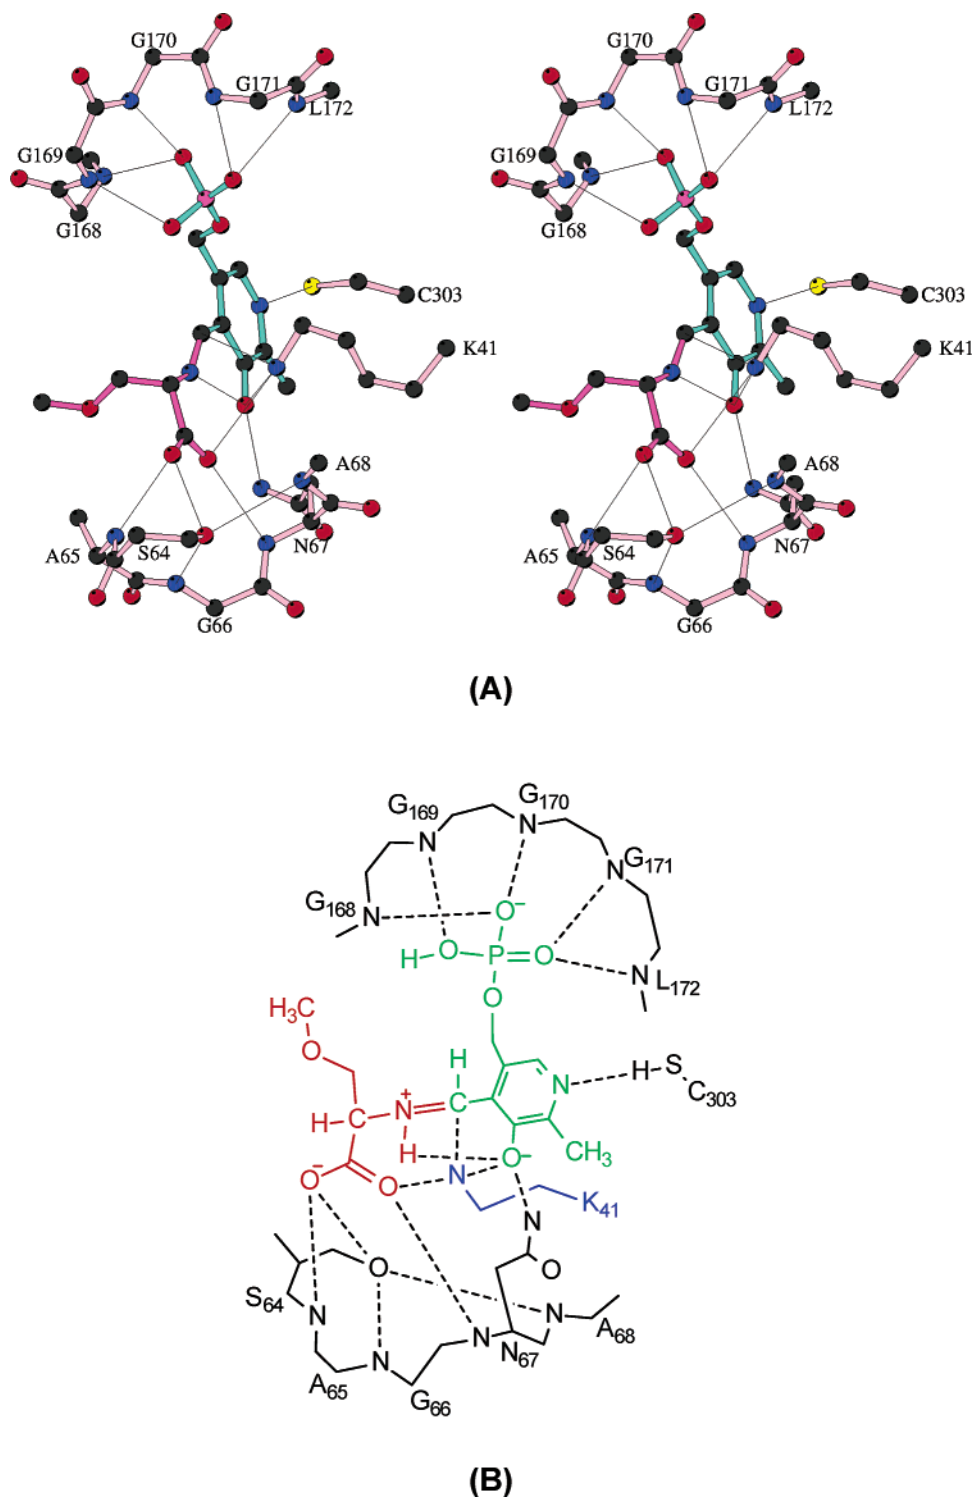 G170 G170
G171 G171
L172 L172
G169 G169
G168 G168
C303 C303
K41 K41
A68 A68
A65 S64 N67 A65 S64 N67
G66 G66
(A)
G170
G169
N
N
G171
N
G168 N
O−
H O P O
N L172
O
H3C
O
H
H S
N
C303
H C N+ C
H O− CH3
O− O N
K41
N
O
O
S64
N N A68
N N67
N
A65
G66
(B)